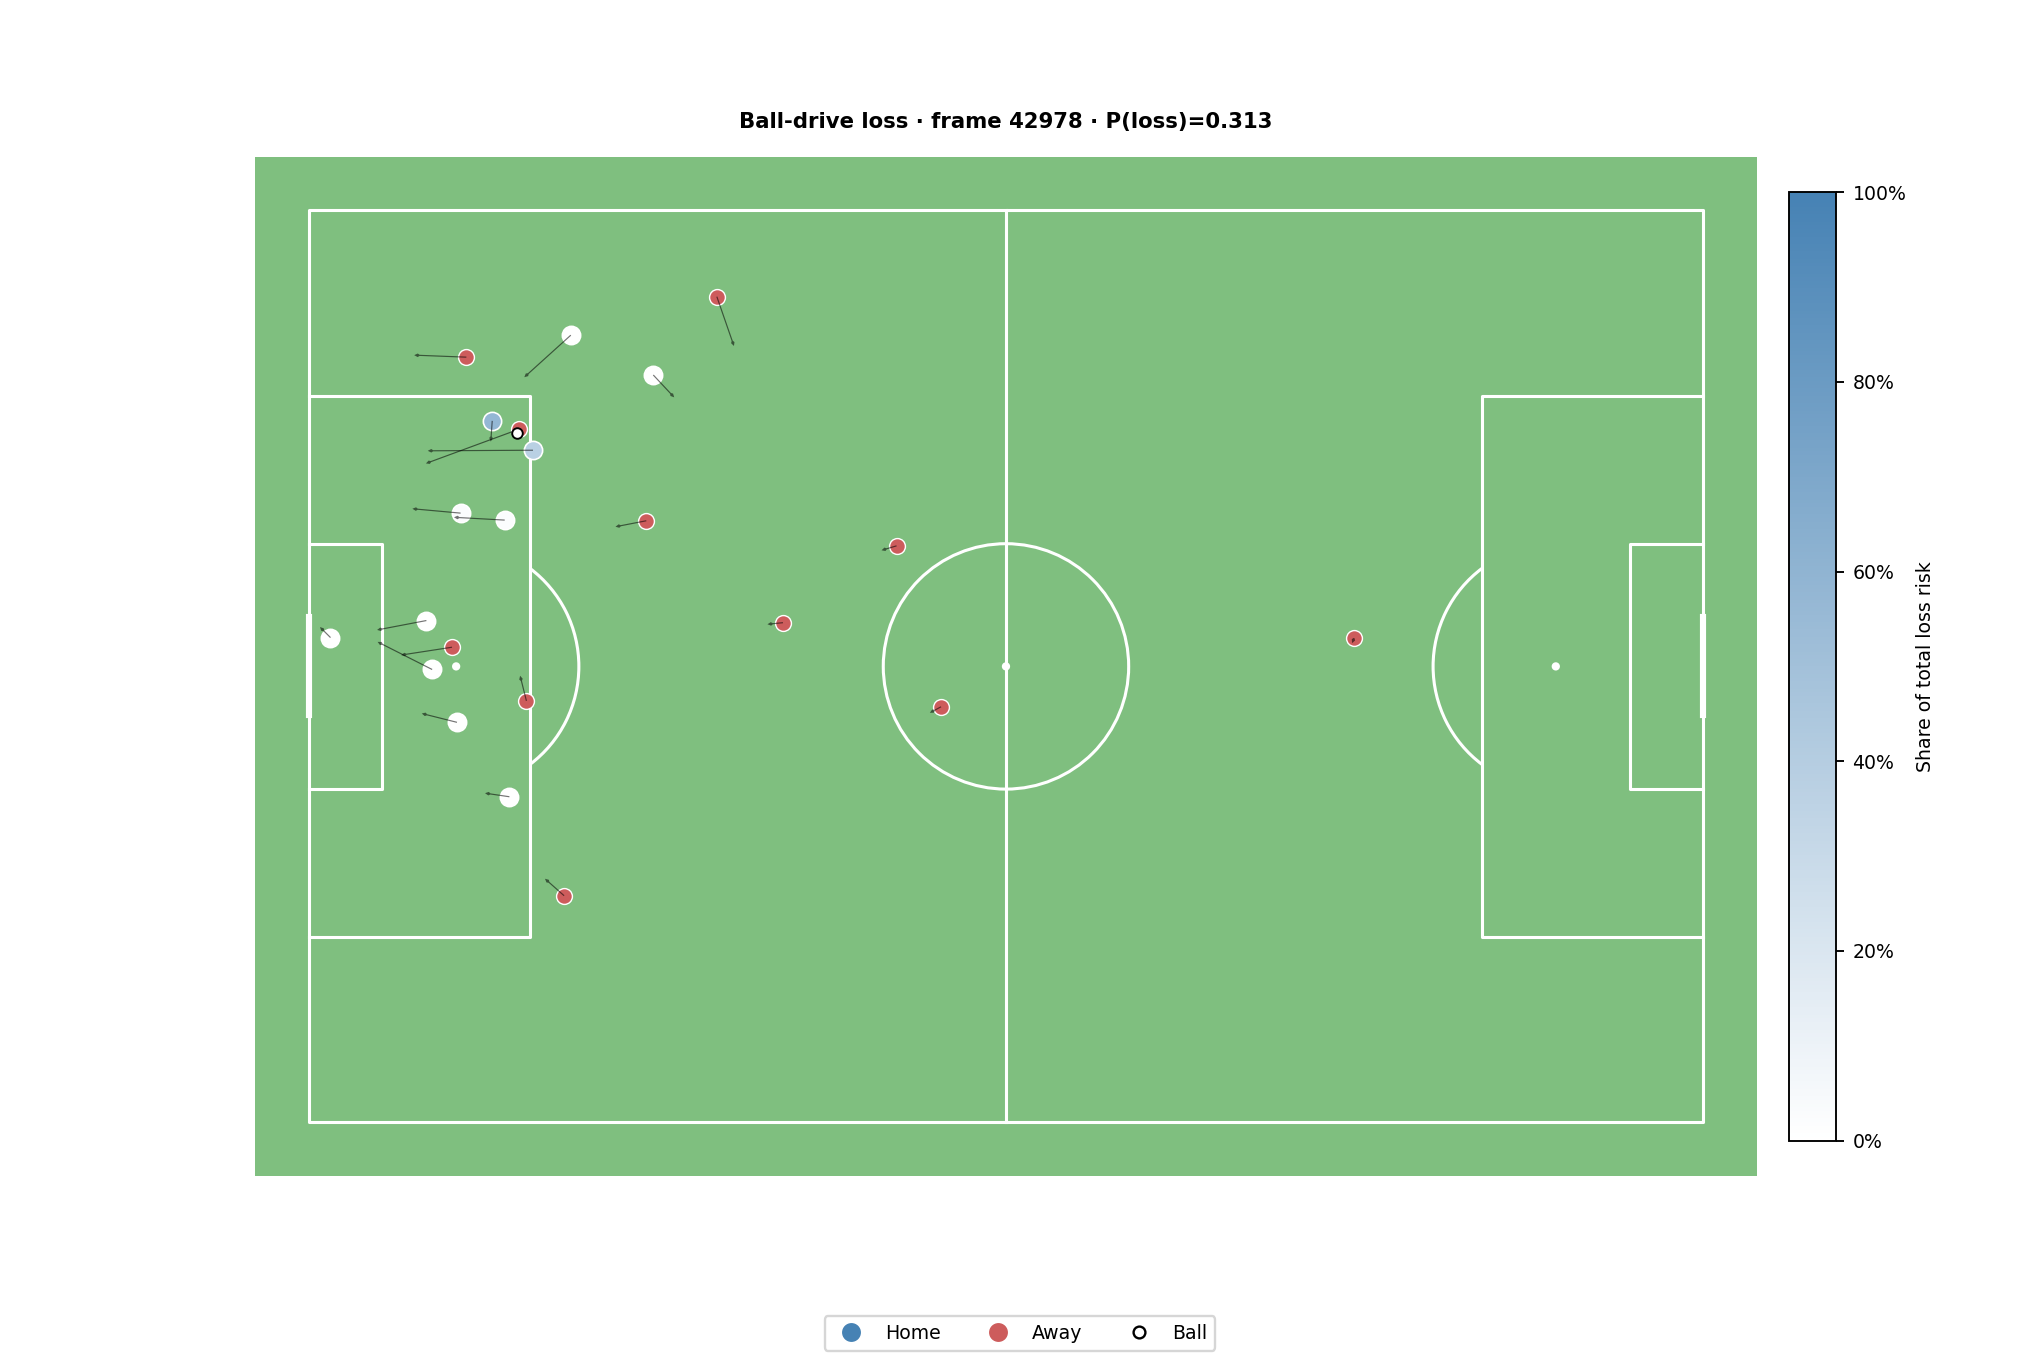 Ball-drive loss · frame 42978 · P(loss)=0.313
100%
80%
60%
40%
20%
0%
Share of total loss risk
Home
Away
Ball